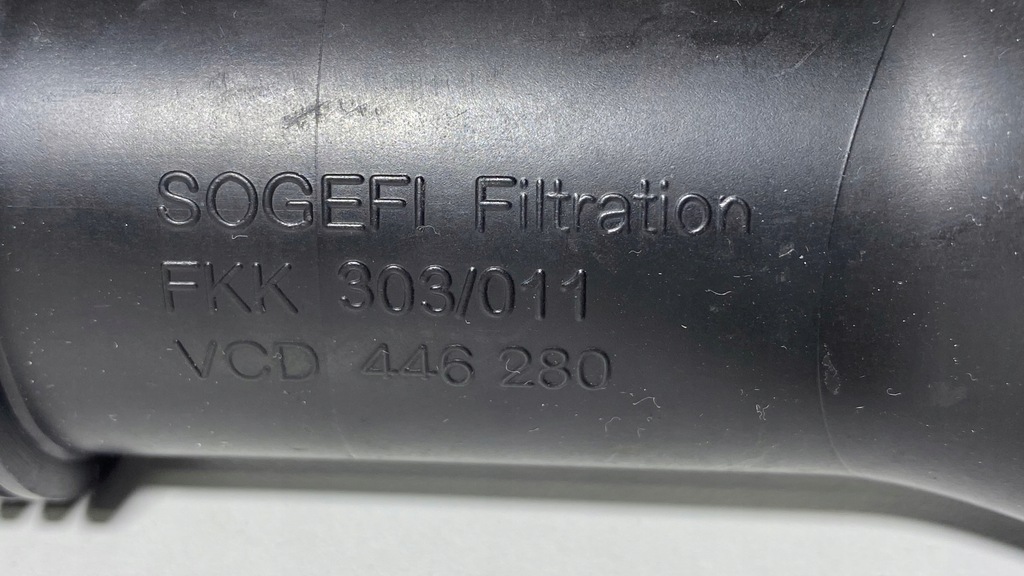 SOGEFI Filtration
FKK 303/011
VCD 446 280